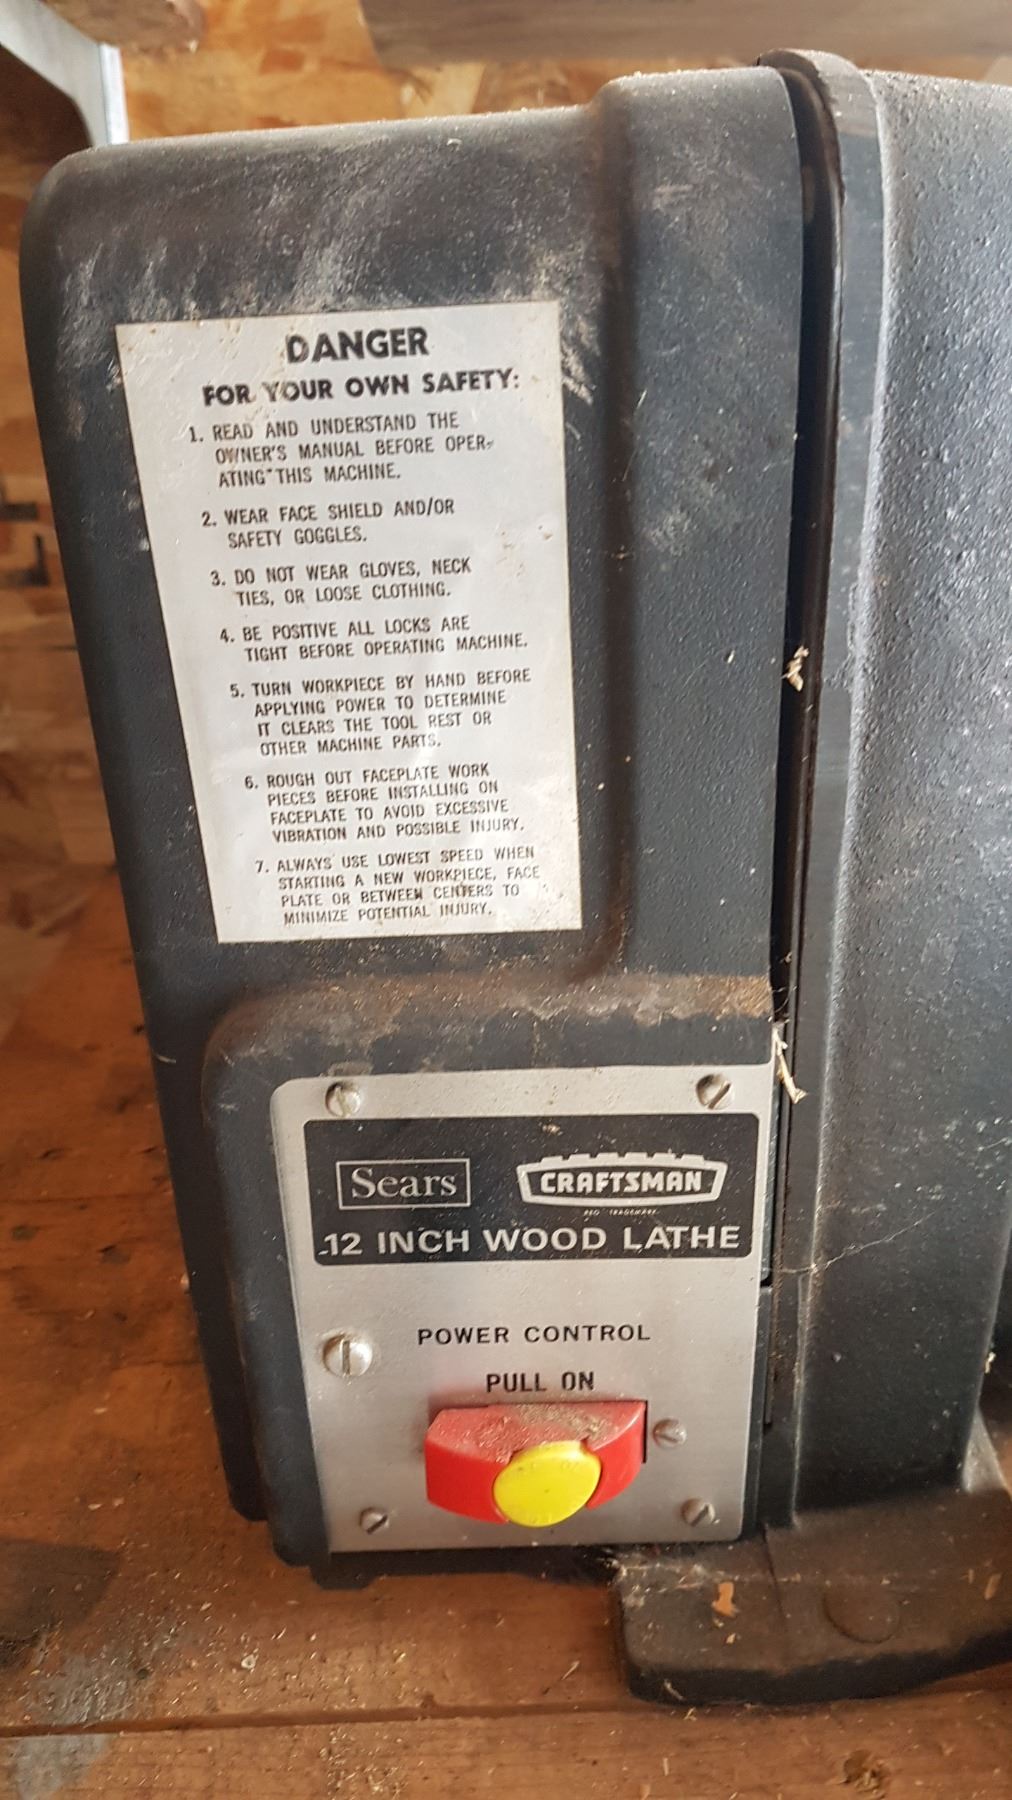 DANGER
FOR YOUR OWN SAFETY:
1. READ AND UNDERSTAND THE
OWNER'S MANUAL BEFORE OPER-
ATING THIS MACHINE.
2. WEAR FACE SHIELD AND/OR
SAFETY GOGGLES.
3. DO NOT WEAR GLOVES, NECK
TIES, OR LOOSE CLOTHING.
4. BE POSITIVE ALL LOCKS ARE
TIGHT BEFORE OPERATING MACHINE.
5. TURN WORKPIECE BY HAND BEFORE
APPLYING POWER TO DETERMINE
IT CLEARS THE TOOL REST OR
OTHER MACHINE PARTS.
6. ROUGH OUT FACEPLATE WORK
PIECES BEFORE INSTALLING ON
FACEPLATE TO AVOID EXCESSIVE
VIBRATION AND POSSIBLE INJURY.
7. ALWAYS USE LOWEST SPEED WHEN
STARTING A NEW WORKPIECE, FACE
PLATE OR BETWEEN CENTERS TO
MINIMIZE POTENTIAL INJURY.
Sears CRAFTSMAN
REG TRADEMARK
12 INCH WOOD LATHE
POWER CONTROL
PULL ON